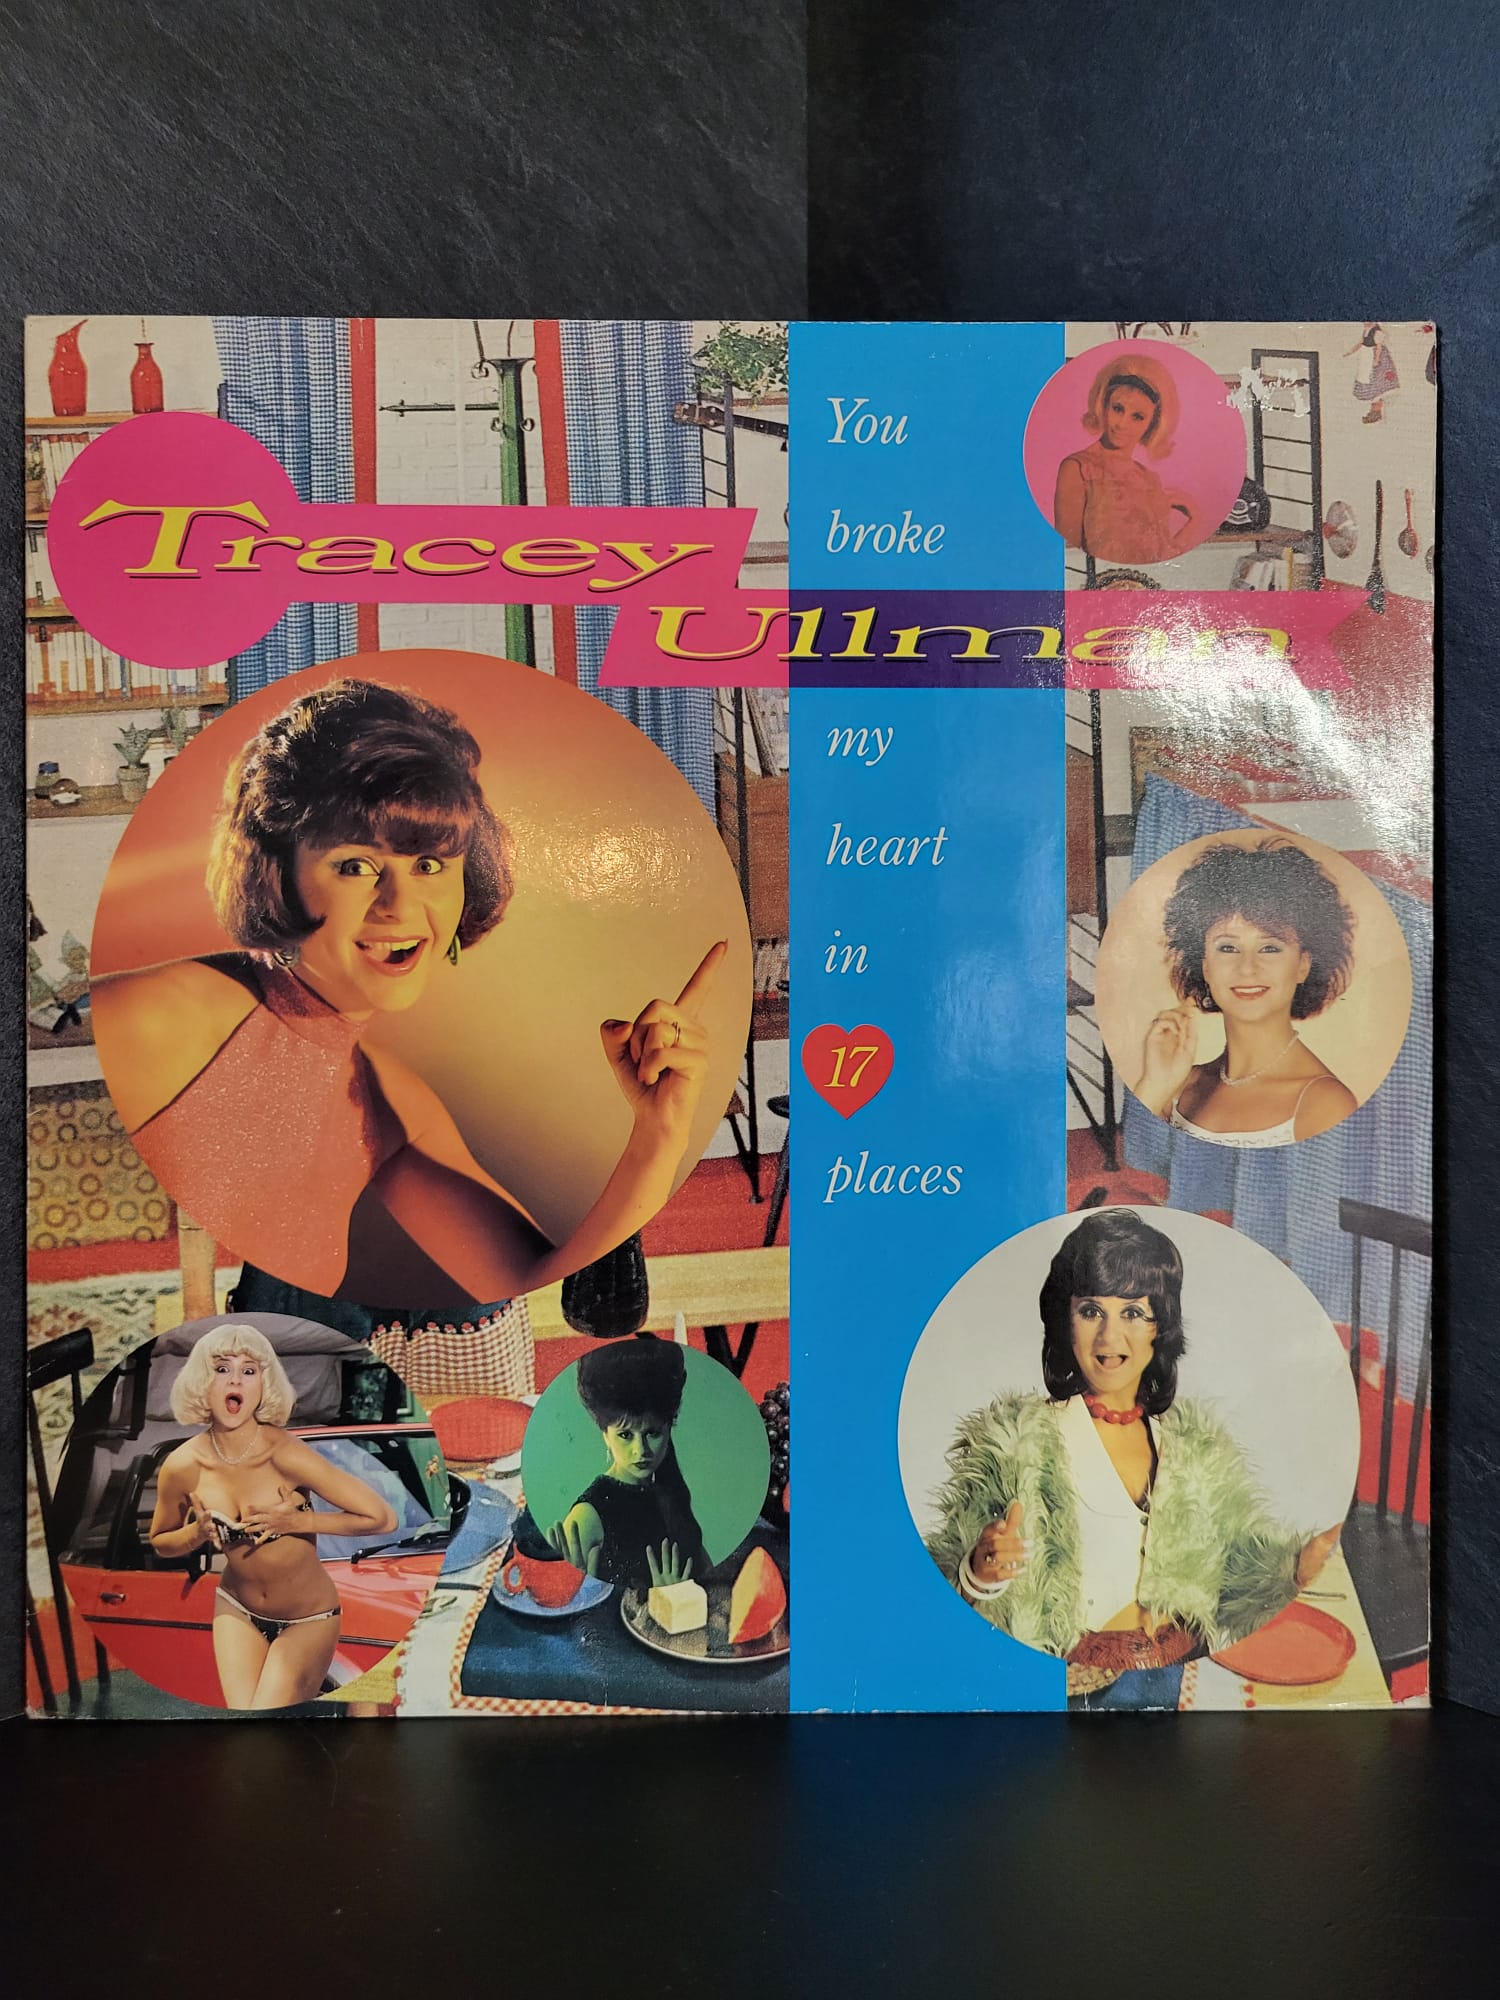 Tracey
Ullman
You
broke
my
heart
in
17
places